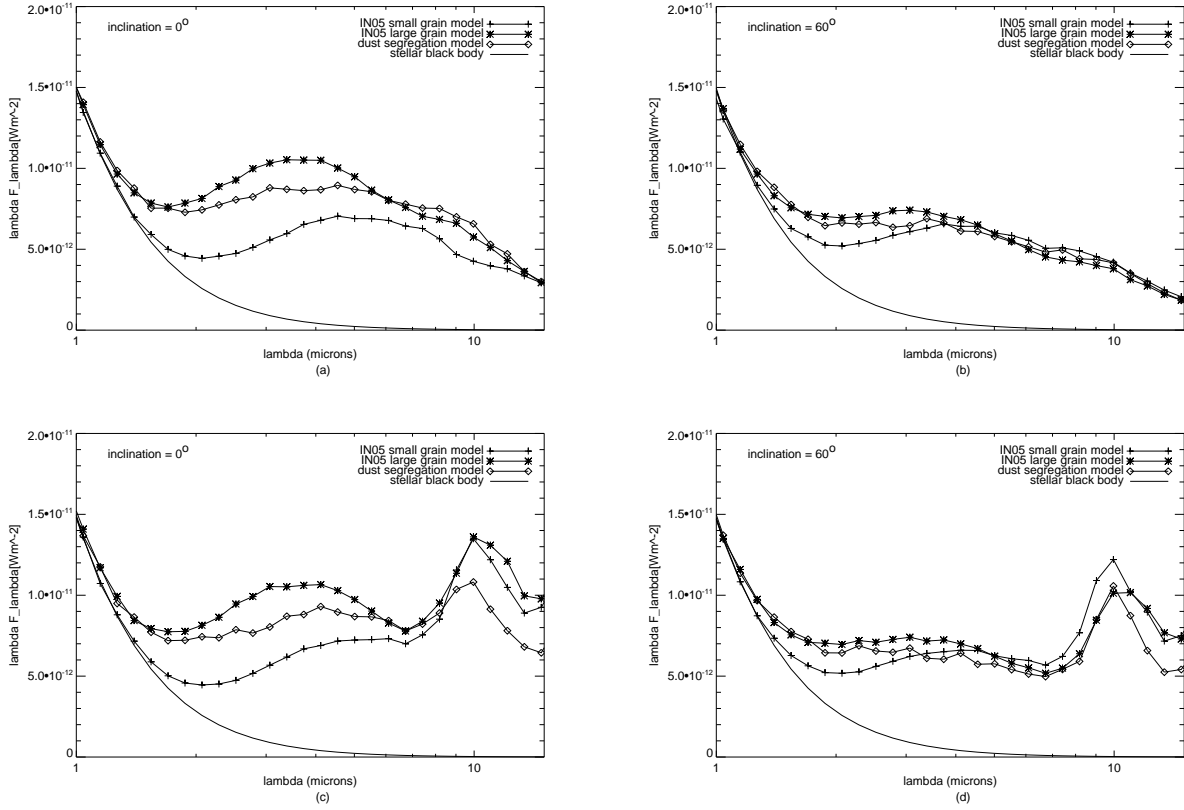 inclination = 0°
IN05 small grain model
IN05 large grain model
dust segregation model
stellar black body
2.0•10⁻¹¹
1.5•10⁻¹¹
1.0•10⁻¹¹
5.0•10⁻¹²
0
lambda F_lambda[Wm^-2]
1
10
lambda (microns)
(a)
inclination = 60°
IN05 small grain model
IN05 large grain model
dust segregation model
stellar black body
2.0•10⁻¹¹
1.5•10⁻¹¹
1.0•10⁻¹¹
5.0•10⁻¹²
0
lambda F_lambda[Wm^-2]
1
10
lambda (microns)
(b)
inclination = 0°
IN05 small grain model
IN05 large grain model
dust segregation model
stellar black body
2.0•10⁻¹¹
1.5•10⁻¹¹
1.0•10⁻¹¹
5.0•10⁻¹²
0
lambda F_lambda[Wm^-2]
1
10
lambda (microns)
(c)
inclination = 60°
IN05 small grain model
IN05 large grain model
dust segregation model
stellar black body
2.0•10⁻¹¹
1.5•10⁻¹¹
1.0•10⁻¹¹
5.0•10⁻¹²
0
lambda F_lambda[Wm^-2]
1
10
lambda (microns)
(d)